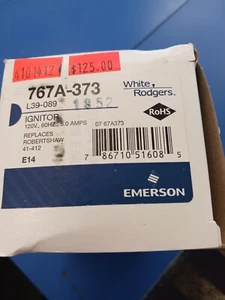 4107412 $125.00
767A-373
White
Rodgers
L39-089 1852
RoHS
IGNITOR
120V., 60HZ., 5.0 AMPS 07 67A373
REPLACES
ROBERTSHAW
41-412
E14
7 86710 51608 5
EMERSON